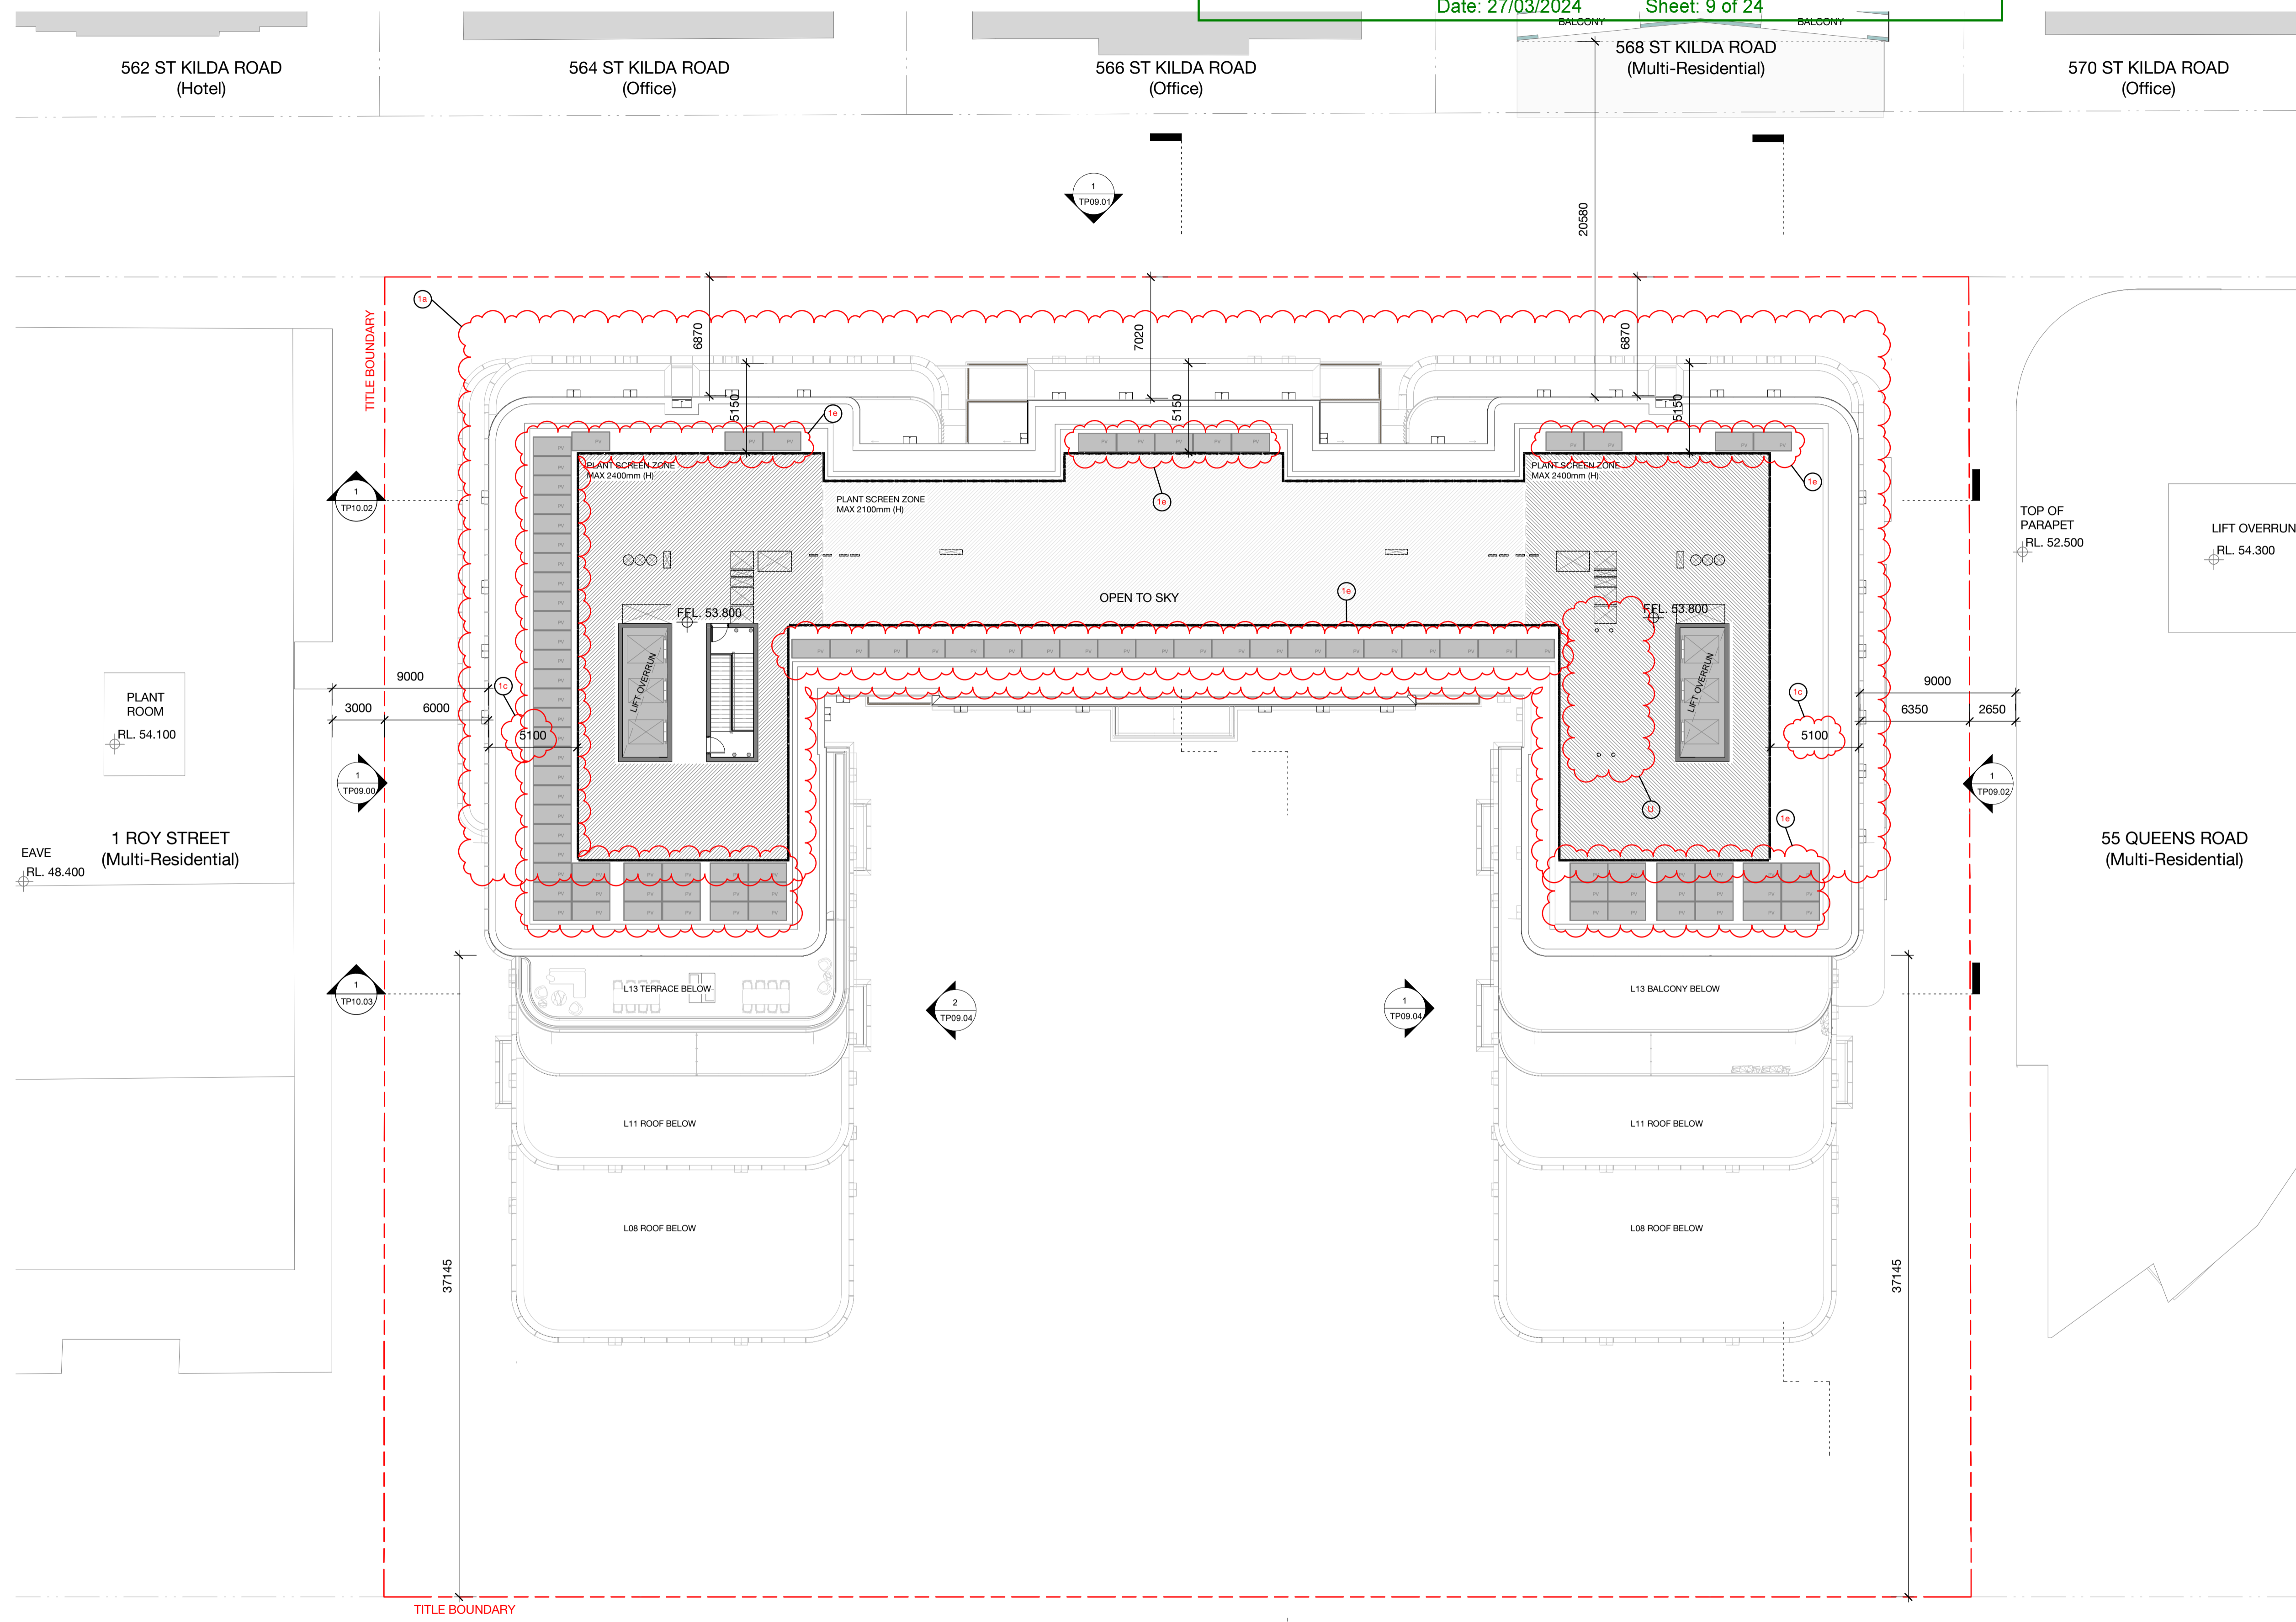 Date: 27/03/2024 Sheet: 9 of 24
BALCONY
BALCONY
562 ST KILDA ROAD
(Hotel)
564 ST KILDA ROAD
(Office)
566 ST KILDA ROAD
(Office)
568 ST KILDA ROAD
(Multi-Residential)
570 ST KILDA ROAD
(Office)
1
TP09.01
20580
TITLE BOUNDARY
1a
6870
7020
6870
5150
5150
5150
1e
1e
1e
PLANT SCREEN ZONE
MAX 2400mm (H)
PLANT SCREEN ZONE
MAX 2100mm (H)
PLANT SCREEN ZONE
MAX 2400mm (H)
1
TP10.02
TOP OF
PARAPET
RL. 52.500
LIFT OVERRUN
RL. 54.300
OPEN TO SKY
1e
FFL. 53.800
FFL. 53.800
LIFT OVERRUN
LIFT OVERRUN
PV
9000
3000
6000
1c
5100
9000
6350
2650
1c
5100
PLANT
ROOM
RL. 54.100
1
TP09.00
1
TP09.02
U
1e
1 ROY STREET
(Multi-Residential)
EAVE
RL. 48.400
55 QUEENS ROAD
(Multi-Residential)
1
TP10.03
L13 TERRACE BELOW
2
TP09.04
1
TP09.04
L13 BALCONY BELOW
L11 ROOF BELOW
L11 ROOF BELOW
L08 ROOF BELOW
L08 ROOF BELOW
37145
37145
TITLE BOUNDARY